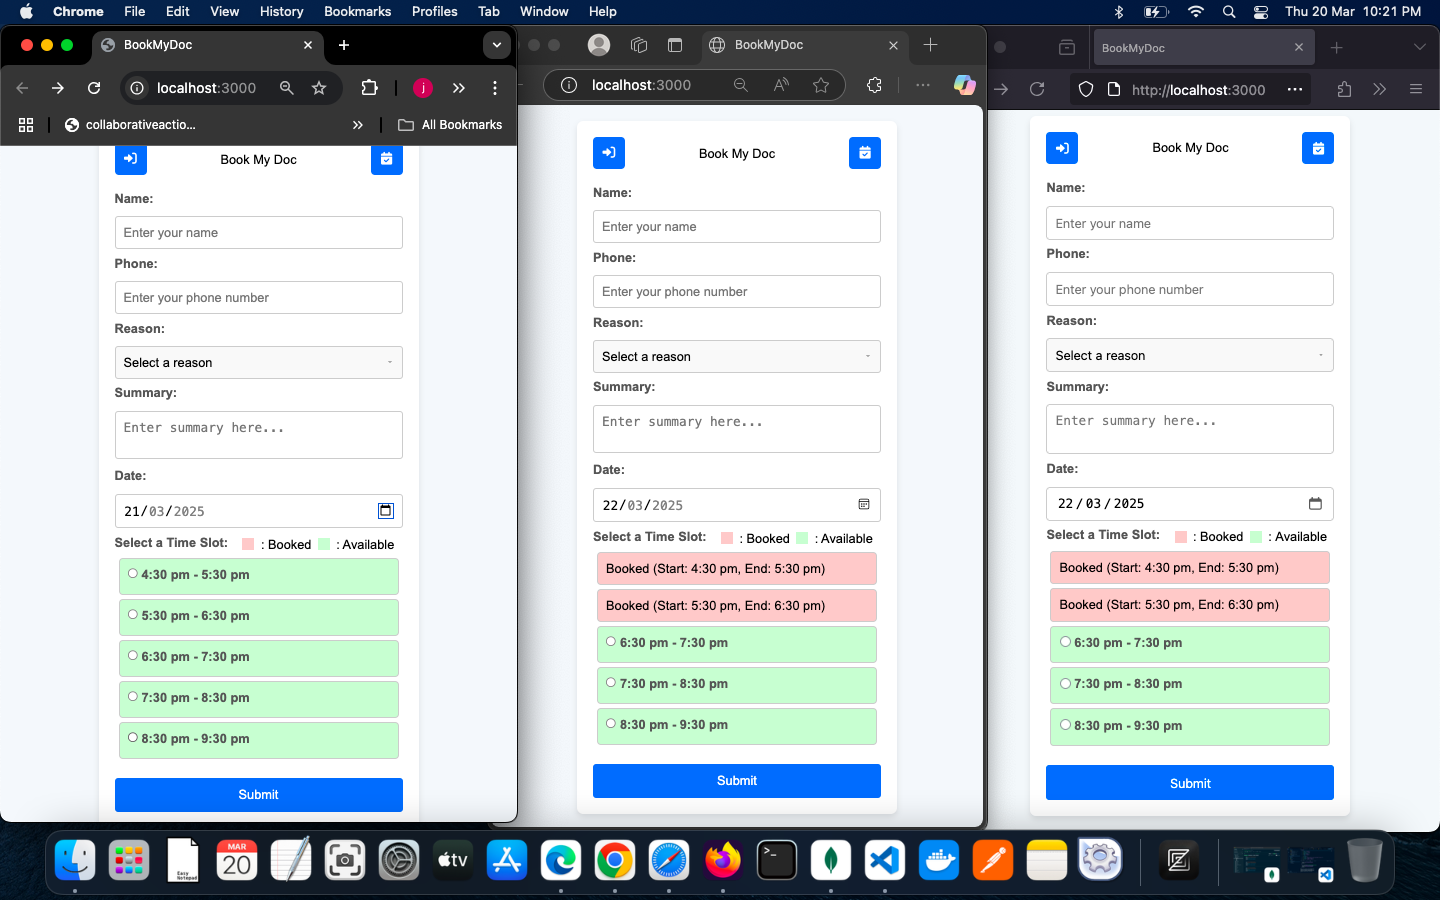 Chrome File Edit View History Bookmarks Profiles Tab Window Help Thu 20 Mar 10:21 PM
BookMyDoc
localhost:3000
j
collaborativeactio...
All Bookmarks
Book My Doc
Name:
Enter your name
Phone:
Enter your phone number
Reason:
Select a reason
Summary:
Enter summary here...
Date:
21/03/2025
Select a Time Slot: : Booked : Available
4:30 pm - 5:30 pm
5:30 pm - 6:30 pm
6:30 pm - 7:30 pm
7:30 pm - 8:30 pm
8:30 pm - 9:30 pm
Submit
BookMyDoc
localhost:3000
Book My Doc
Name:
Enter your name
Phone:
Enter your phone number
Reason:
Select a reason
Summary:
Enter summary here...
Date:
22/03/2025
Select a Time Slot: : Booked : Available
Booked (Start: 4:30 pm, End: 5:30 pm)
Booked (Start: 5:30 pm, End: 6:30 pm)
6:30 pm - 7:30 pm
7:30 pm - 8:30 pm
8:30 pm - 9:30 pm
Submit
BookMyDoc
http://localhost:3000
Book My Doc
Name:
Enter your name
Phone:
Enter your phone number
Reason:
Select a reason
Summary:
Enter summary here...
Date:
22/03/2025
Select a Time Slot: : Booked : Available
Booked (Start: 4:30 pm, End: 5:30 pm)
Booked (Start: 5:30 pm, End: 6:30 pm)
6:30 pm - 7:30 pm
7:30 pm - 8:30 pm
8:30 pm - 9:30 pm
Submit
Easy
Notepad
MAR
20
tv